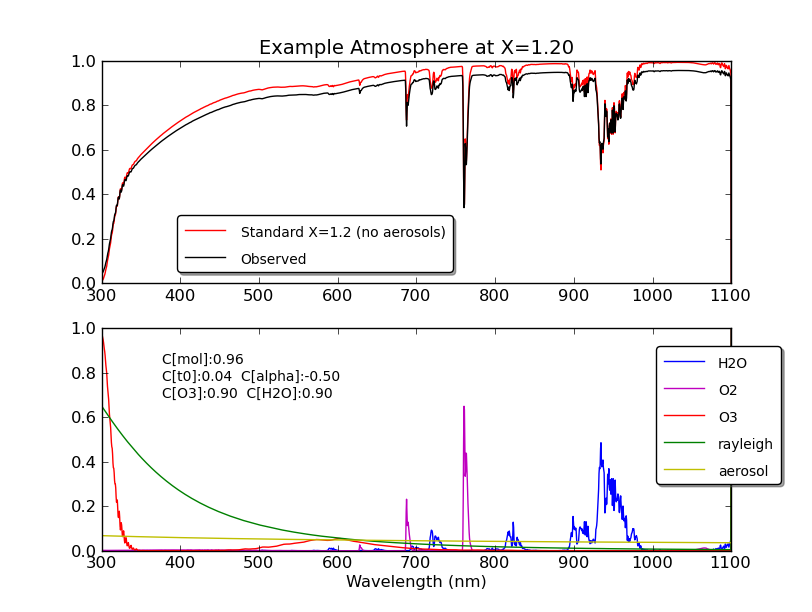 Example Atmosphere at X=1.20
1.0
0.8
0.6
0.4
0.2
0.0
Standard X=1.2 (no aerosols)
Observed
300 400 500 600 700 800 900 1000 1100
1.0
0.8
0.6
0.4
0.2
0.0
C[mol]:0.96
C[t0]:0.04 C[alpha]:-0.50
C[O3]:0.90 C[H2O]:0.90
H2O
O2
O3
rayleigh
aerosol
300 400 500 600 700 800 900 1000 1100
Wavelength (nm)